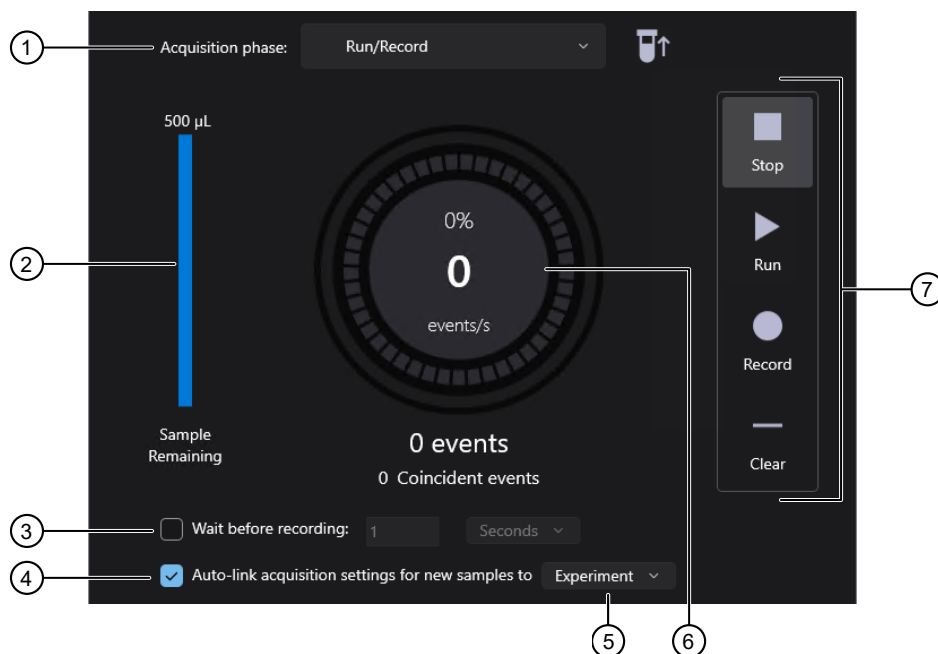 1
Acquisition phase:
Run/Record
500 µL
Stop
2
0%
0
events/s
Run
7
Record
Sample
Remaining
0 events
0 Coincident events
Clear
3
Wait before recording:
1
Seconds
4
Auto-link acquisition settings for new samples to
Experiment
5
6